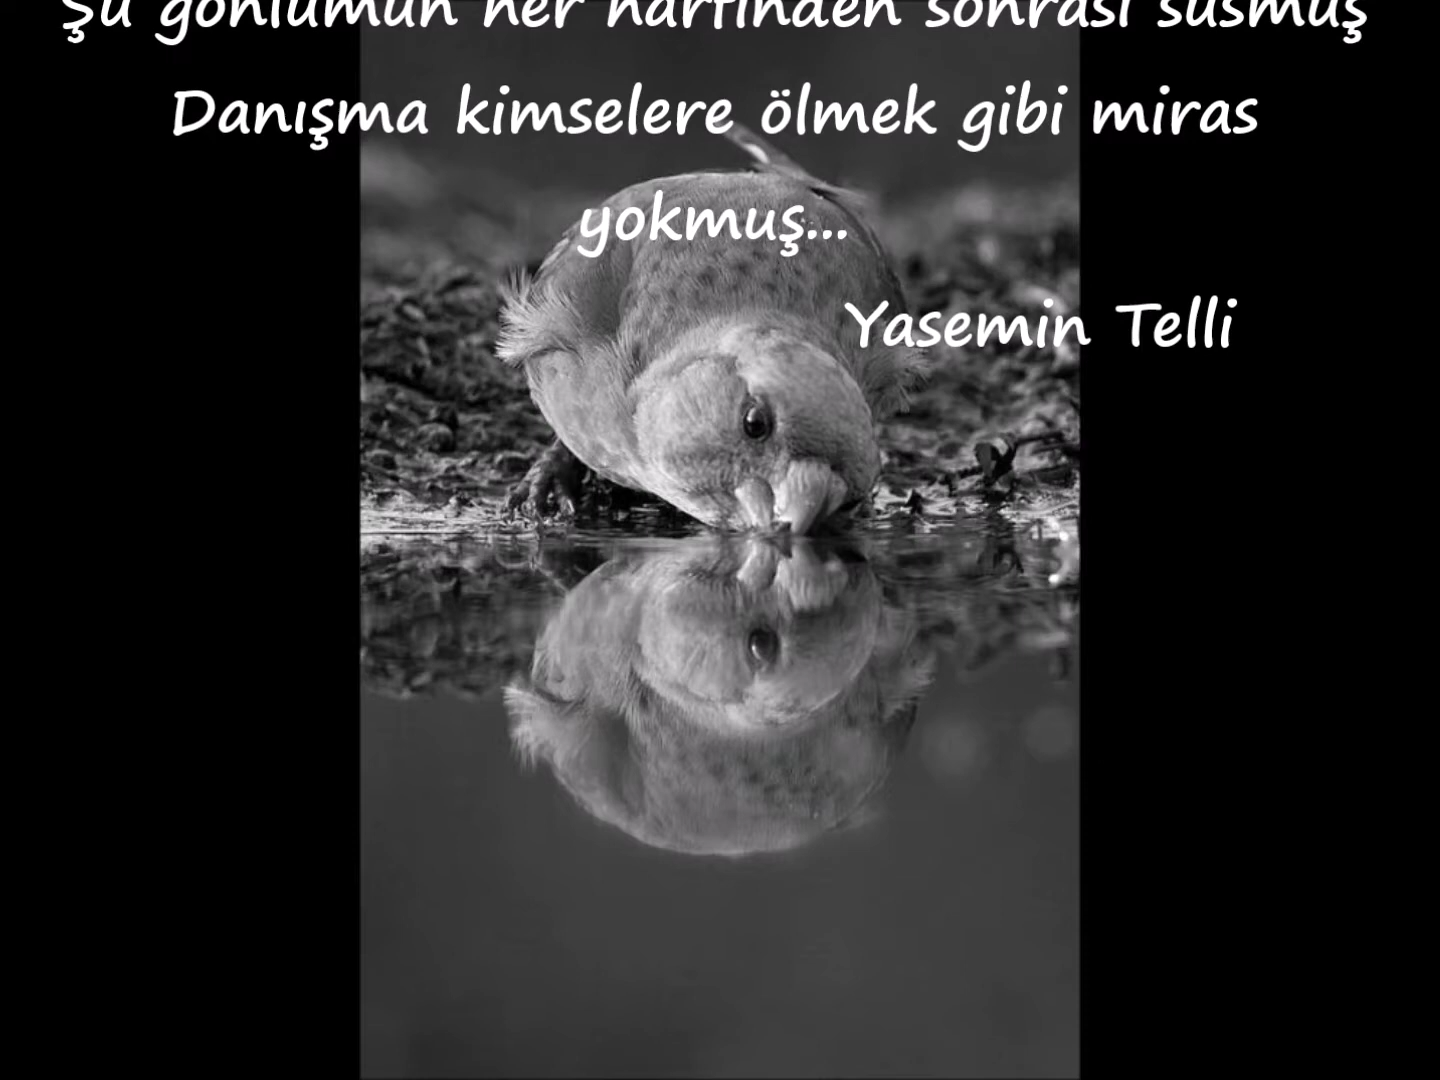 Şu gönlümün her harfinden sonrası susmuş
Danışma kimselere ölmek gibi miras
yokmuş...
Yasemin Telli